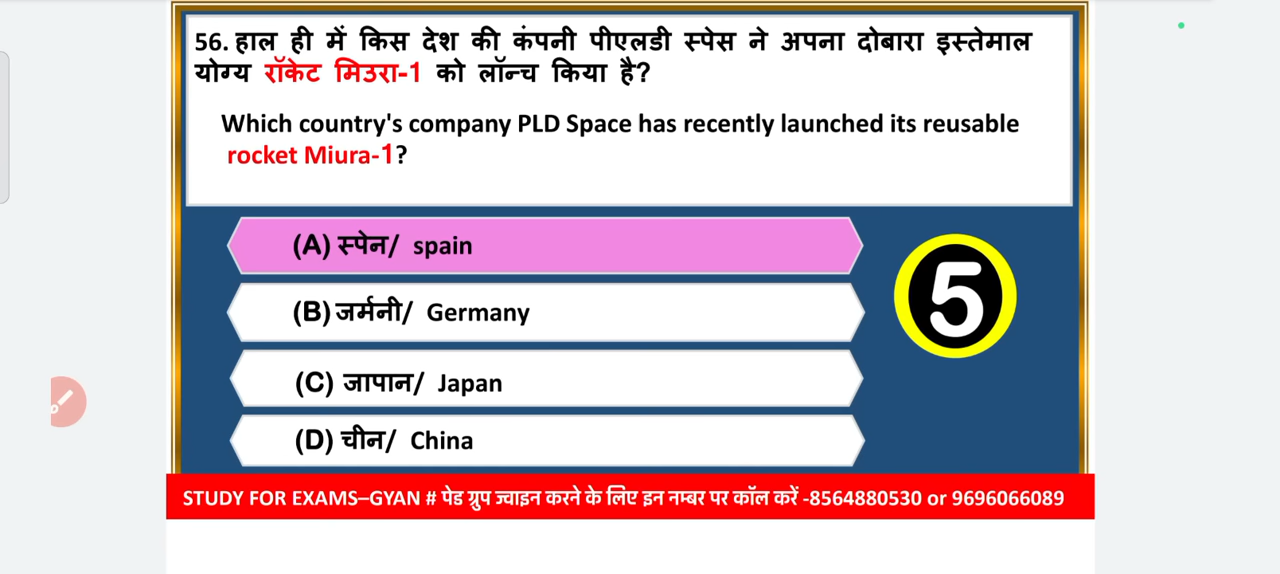 56. हाल ही में किस देश की कंपनी पीएलडी स्पेस ने अपना दोबारा इस्तेमाल
योग्य रॉकेट मिउरा-1 को लॉन्च किया है?
Which country's company PLD Space has recently launched its reusable
rocket Miura-1?
(A) स्पेन/ spain
(B) जर्मनी/ Germany
(C) जापान/ Japan
(D) चीन/ China
5
STUDY FOR EXAMS–GYAN # पेड ग्रुप ज्वाइन करने के लिए इन नम्बर पर कॉल करें -8564880530 or 9696066089